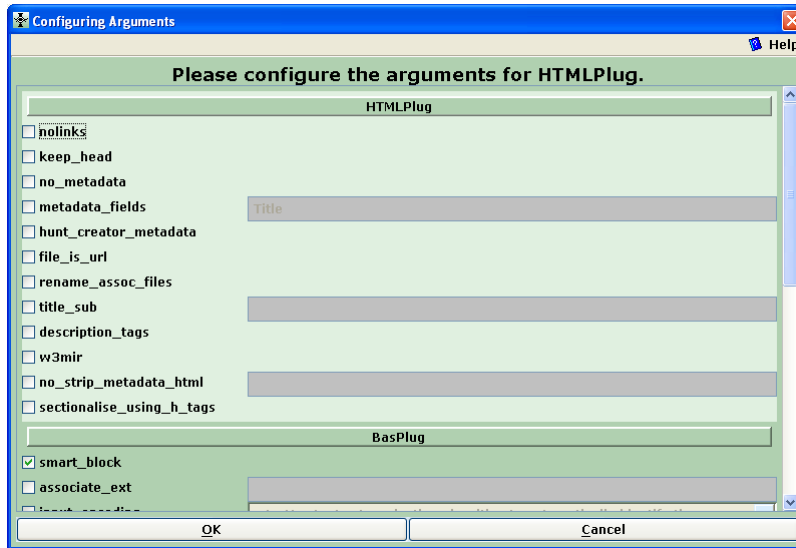 Configuring Arguments
Help
Please configure the arguments for HTMLPlug.
HTMLPlug
nolinks
keep_head
no_metadata
metadata_fields Title
hunt_creator_metadata
file_is_url
rename_assoc_files
title_sub
description_tags
w3mir
no_strip_metadata_html
sectionalise_using_h_tags
BasPlug
smart_block
associate_ext
OK Cancel